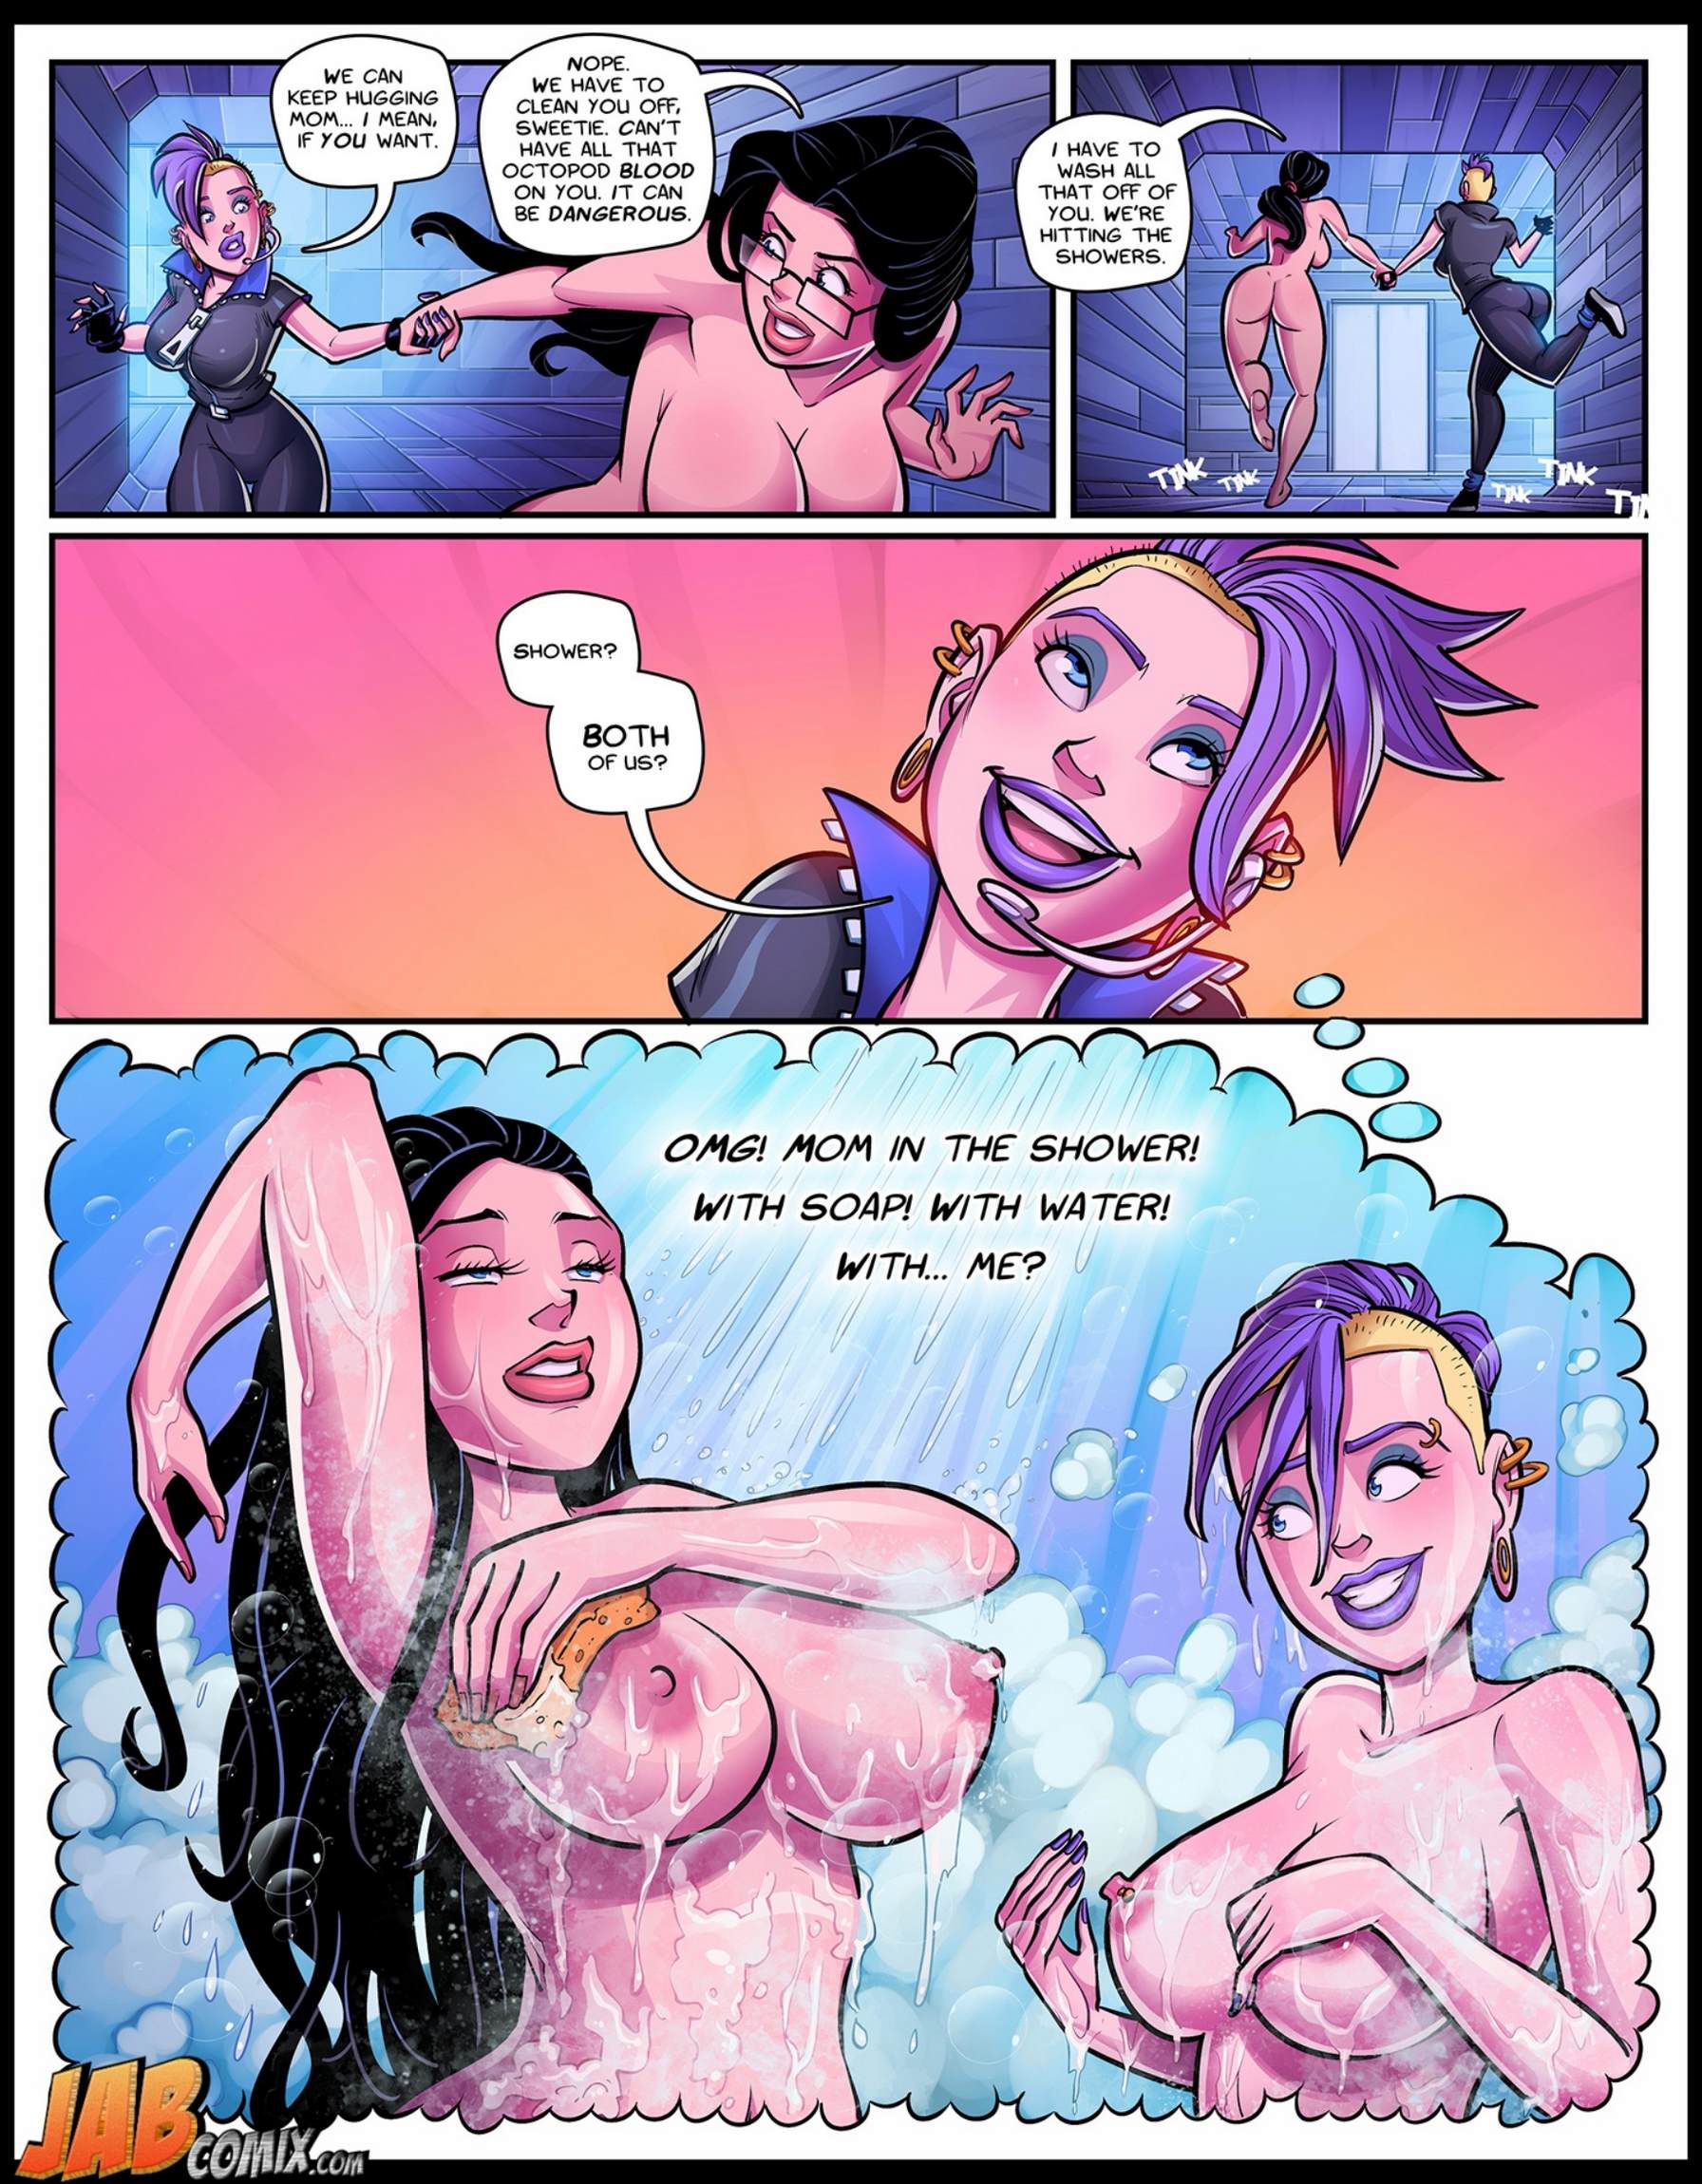 WE CAN
KEEP HUGGING
MOM... I MEAN,
IF YOU WANT.
NOPE.
WE HAVE TO
CLEAN YOU OFF,
SWEETIE. CAN'T
HAVE ALL THAT
OCTOPOD BLOOD
ON YOU. IT CAN
BE DANGEROUS.
I HAVE TO
WASH ALL
THAT OFF OF
YOU. WE'RE
HITTING THE
SHOWERS.
TINK
TINK
TINK
TINK
SHOWER?
BOTH
OF US?
OMG! MOM IN THE SHOWER!
WITH SOAP! WITH WATER!
WITH... ME?
JAB
COMIX.COM